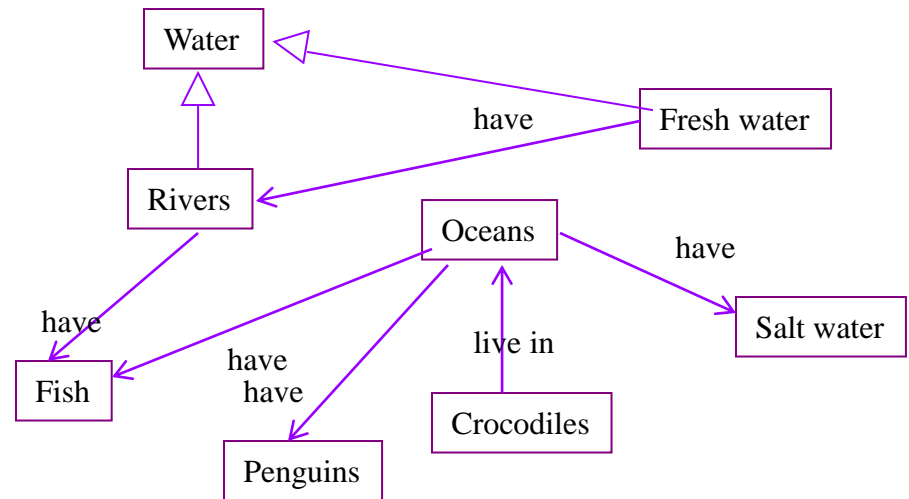 Water
have
Fresh water
Rivers
Oceans
have
have
Salt water
live in
have
Fish
have
Crocodiles
Penguins